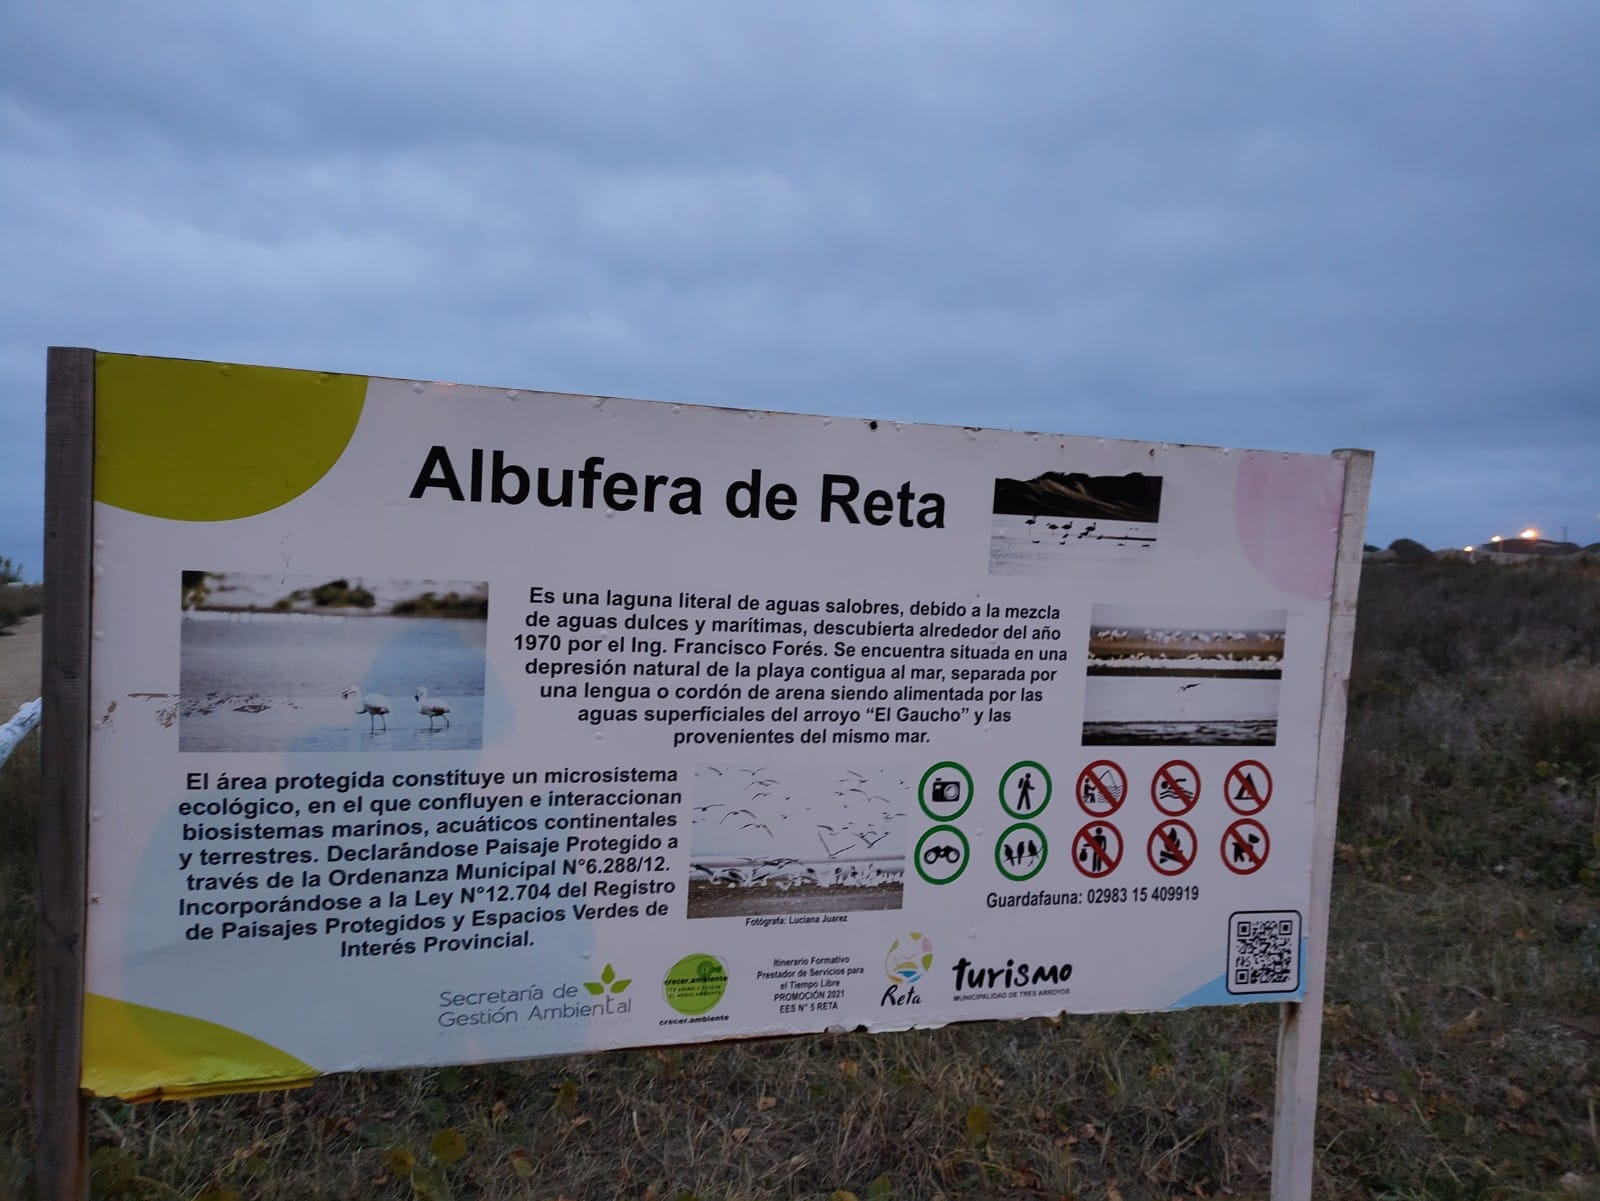 Albufera de Reta
Es una laguna literal de aguas salobres, debido a la mezcla
de aguas dulces y marítimas, descubierta alrededor del año
1970 por el Ing. Francisco Forés. Se encuentra situada en una
depresión natural de la playa contigua al mar, separada por
una lengua o cordón de arena siendo alimentada por las
aguas superficiales del arroyo “El Gaucho” y las
provenientes del mismo mar.
El área protegida constituye un microsistema
ecológico, en el que confluyen e interaccionan
biosistemas marinos, acuáticos continentales
y terrestres. Declarándose Paisaje Protegido a
través de la Ordenanza Municipal N°6.288/12.
Incorporándose a la Ley N°12.704 del Registro
de Paisajes Protegidos y Espacios Verdes de
Interés Provincial.
Fotógrafa: Luciana Juarez
Guardafauna: 02983 15 409919
Secretaría de
Gestión Ambiental
crecer.ambiente
crecer.ambiente
Itinerario Formativo
Prestador de Servicios para
el Tiempo Libre
PROMOCIÓN 2021
EES N° 5 RETA
Reta
Turismo
MUNICIPALIDAD DE TRES ARROYOS